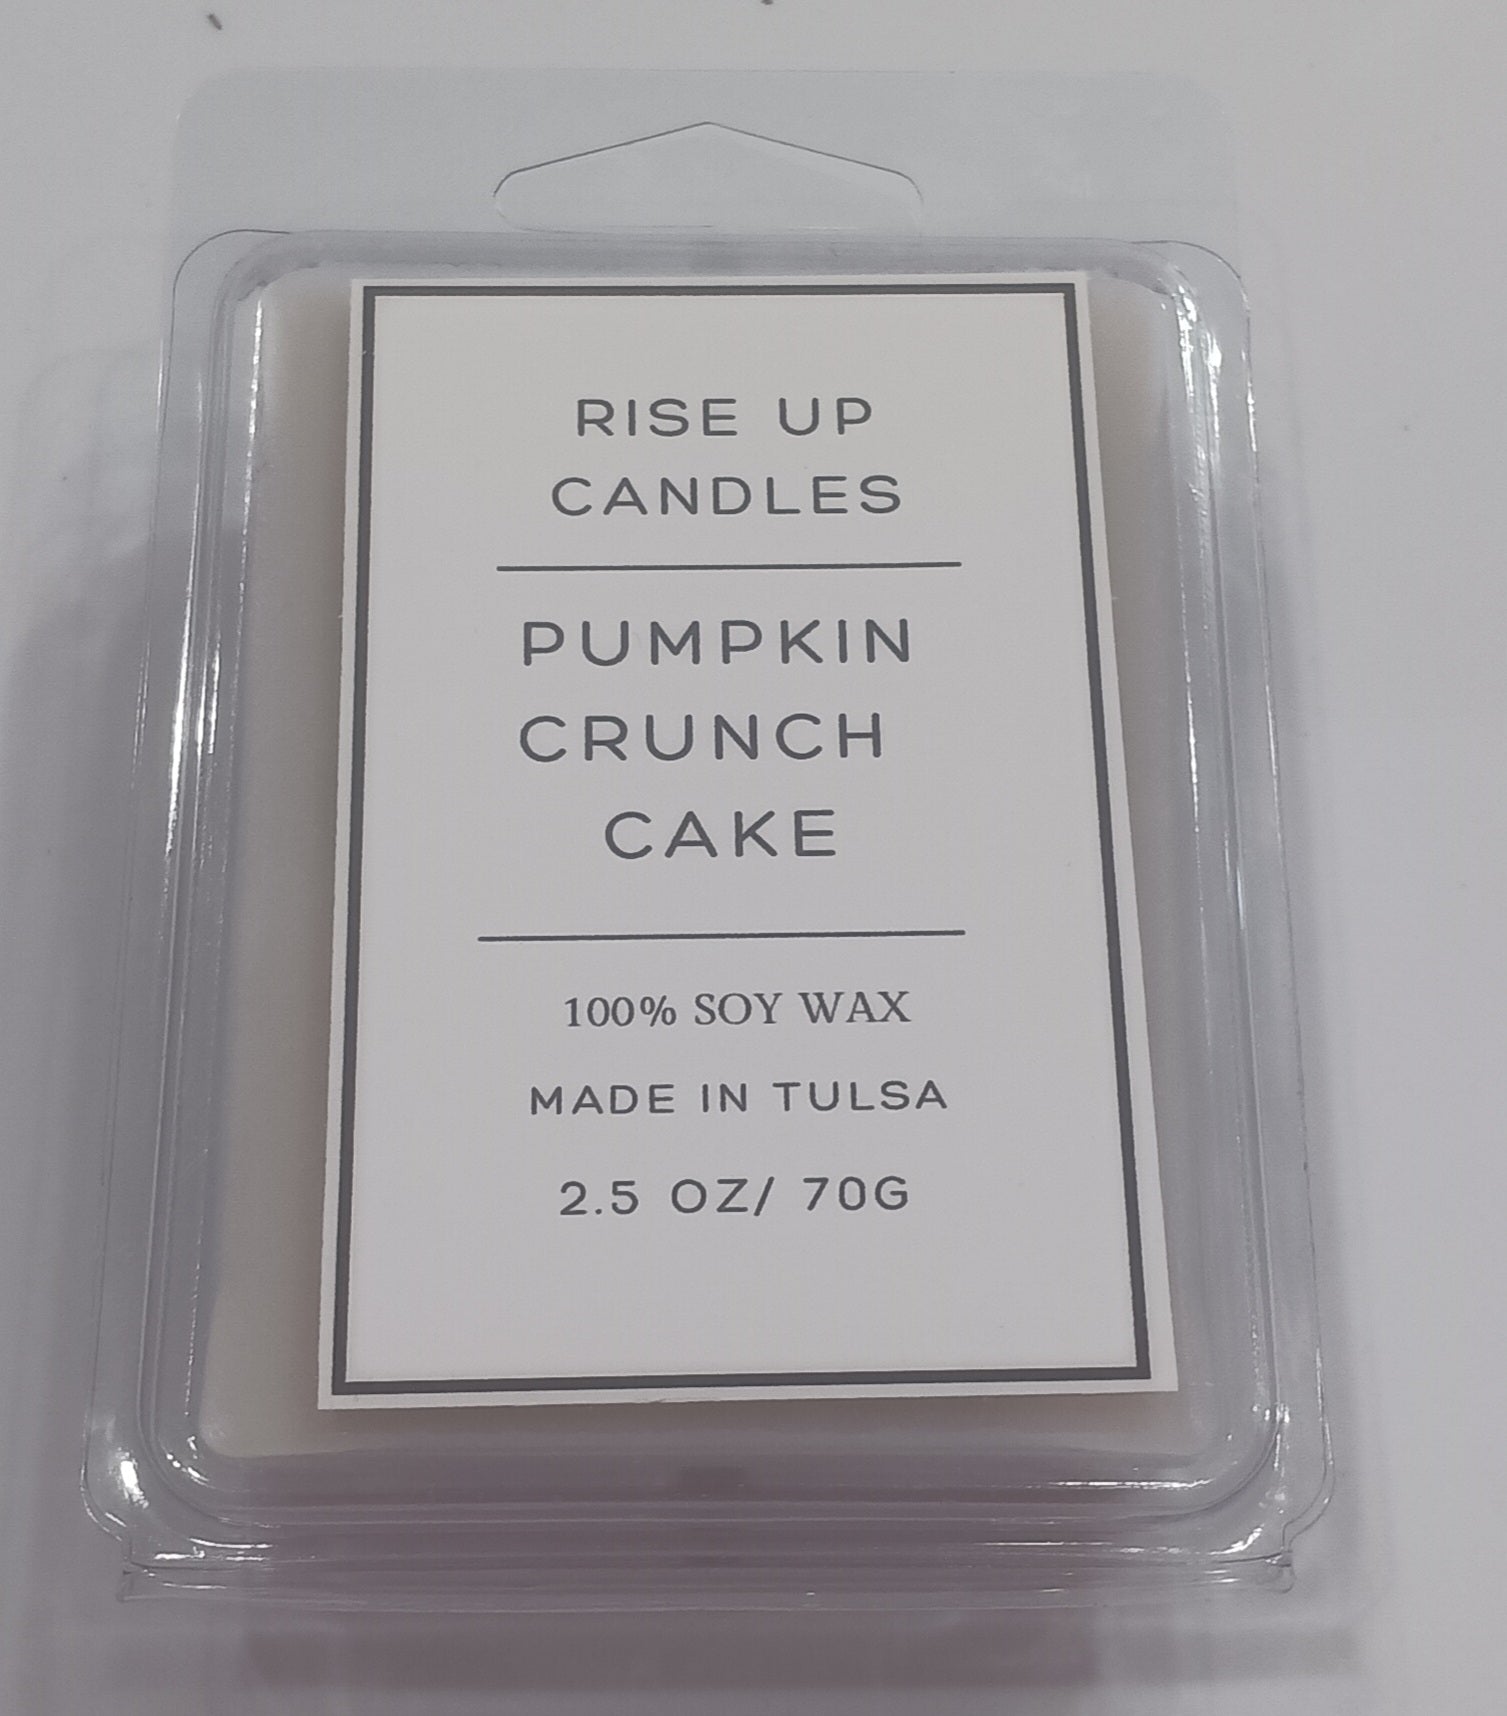 RISE UP
CANDLES
PUMPKIN
CRUNCH
CAKE
100% SOY WAX
MADE IN TULSA
2.5 OZ/ 70G